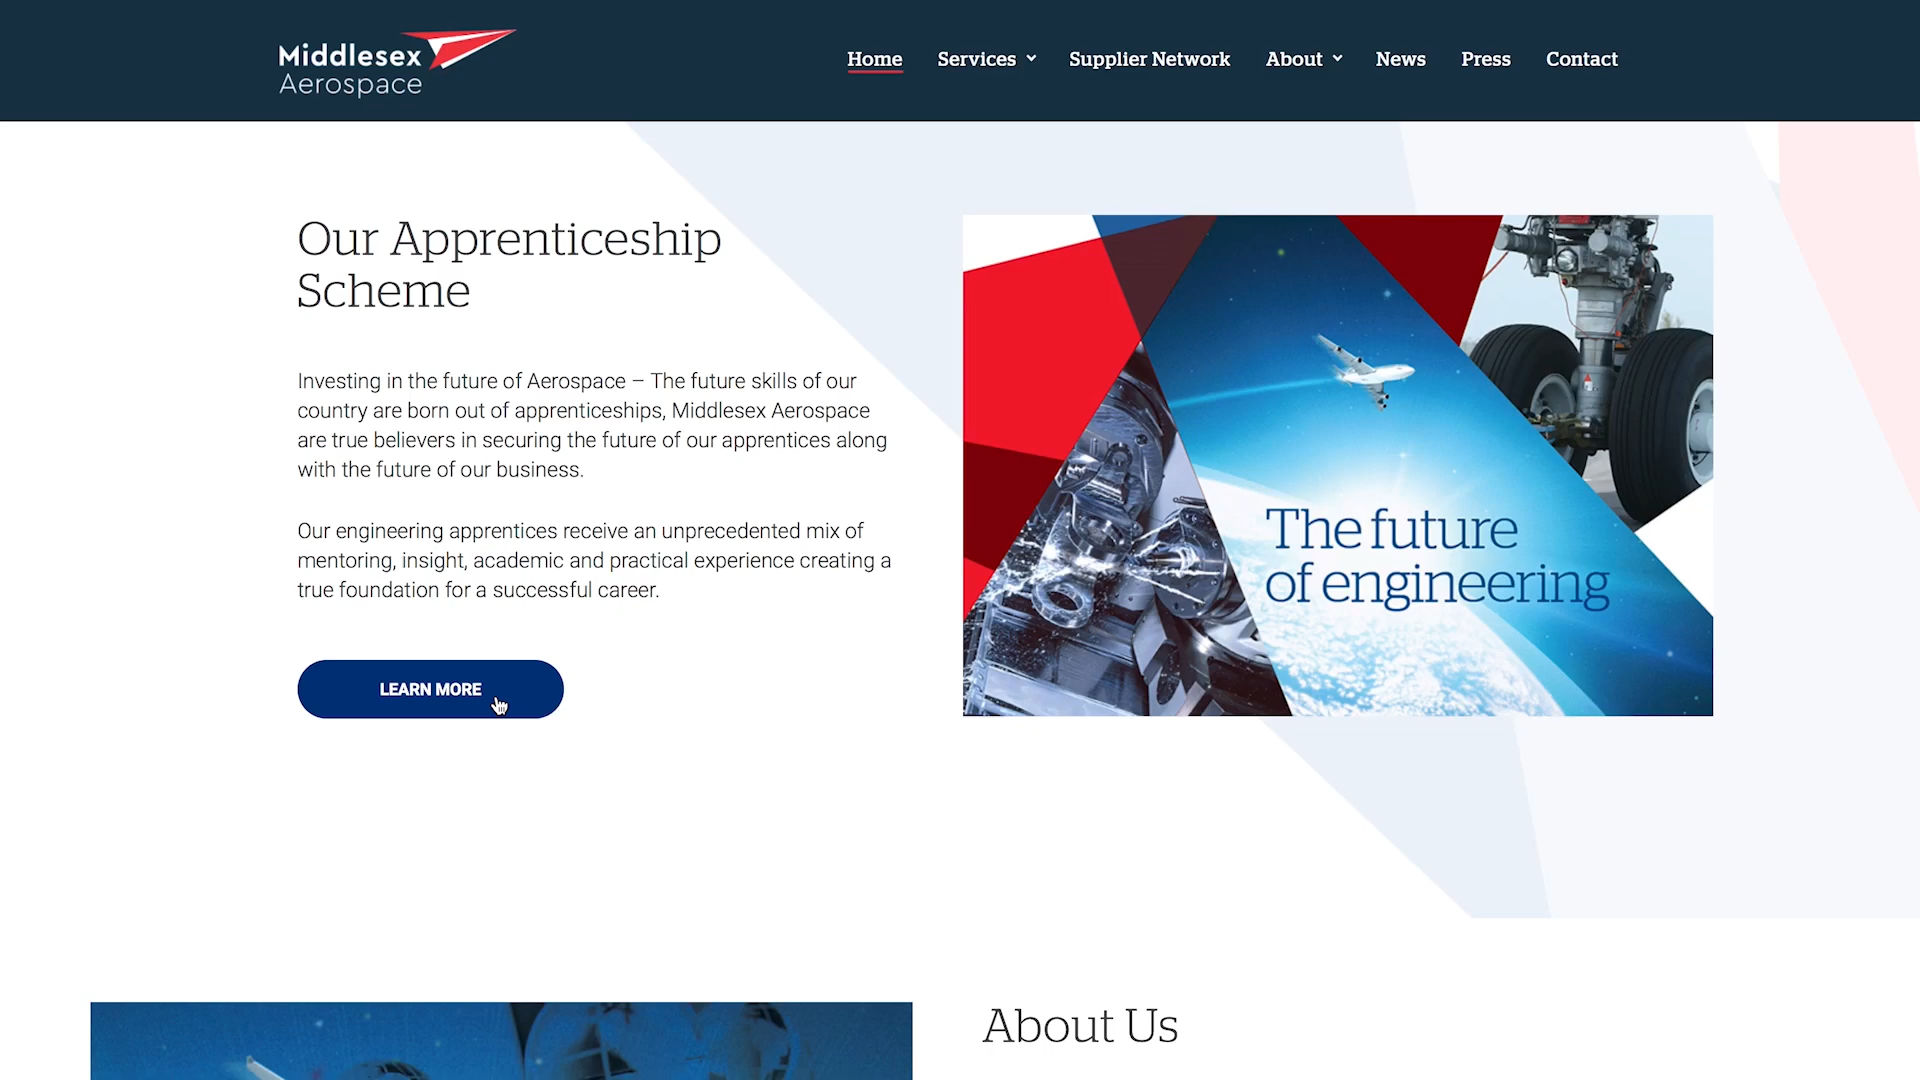 Middlesex
Aerospace
Home Services Supplier Network About News Press Contact
Our Apprenticeship
Scheme
Investing in the future of Aerospace – The future skills of our
country are born out of apprenticeships, Middlesex Aerospace
are true believers in securing the future of our apprentices along
with the future of our business.
Our engineering apprentices receive an unprecedented mix of
mentoring, insight, academic and practical experience creating a
true foundation for a successful career.
LEARN MORE
The future
of engineering
About Us